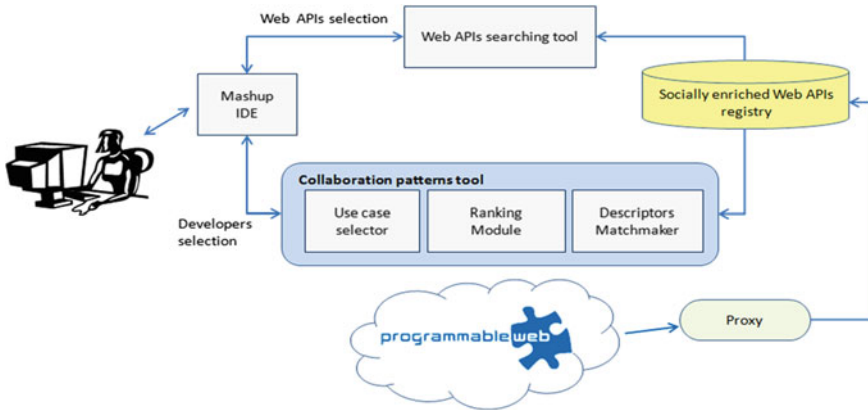 Web APIs selection
Web APIs searching tool
Mashup
IDE
Socially enriched Web APIs
registry
Collaboration patterns tool
Use case
selector
Ranking
Module
Descriptors
Matchmaker
Developers
selection
programmableweb
Proxy